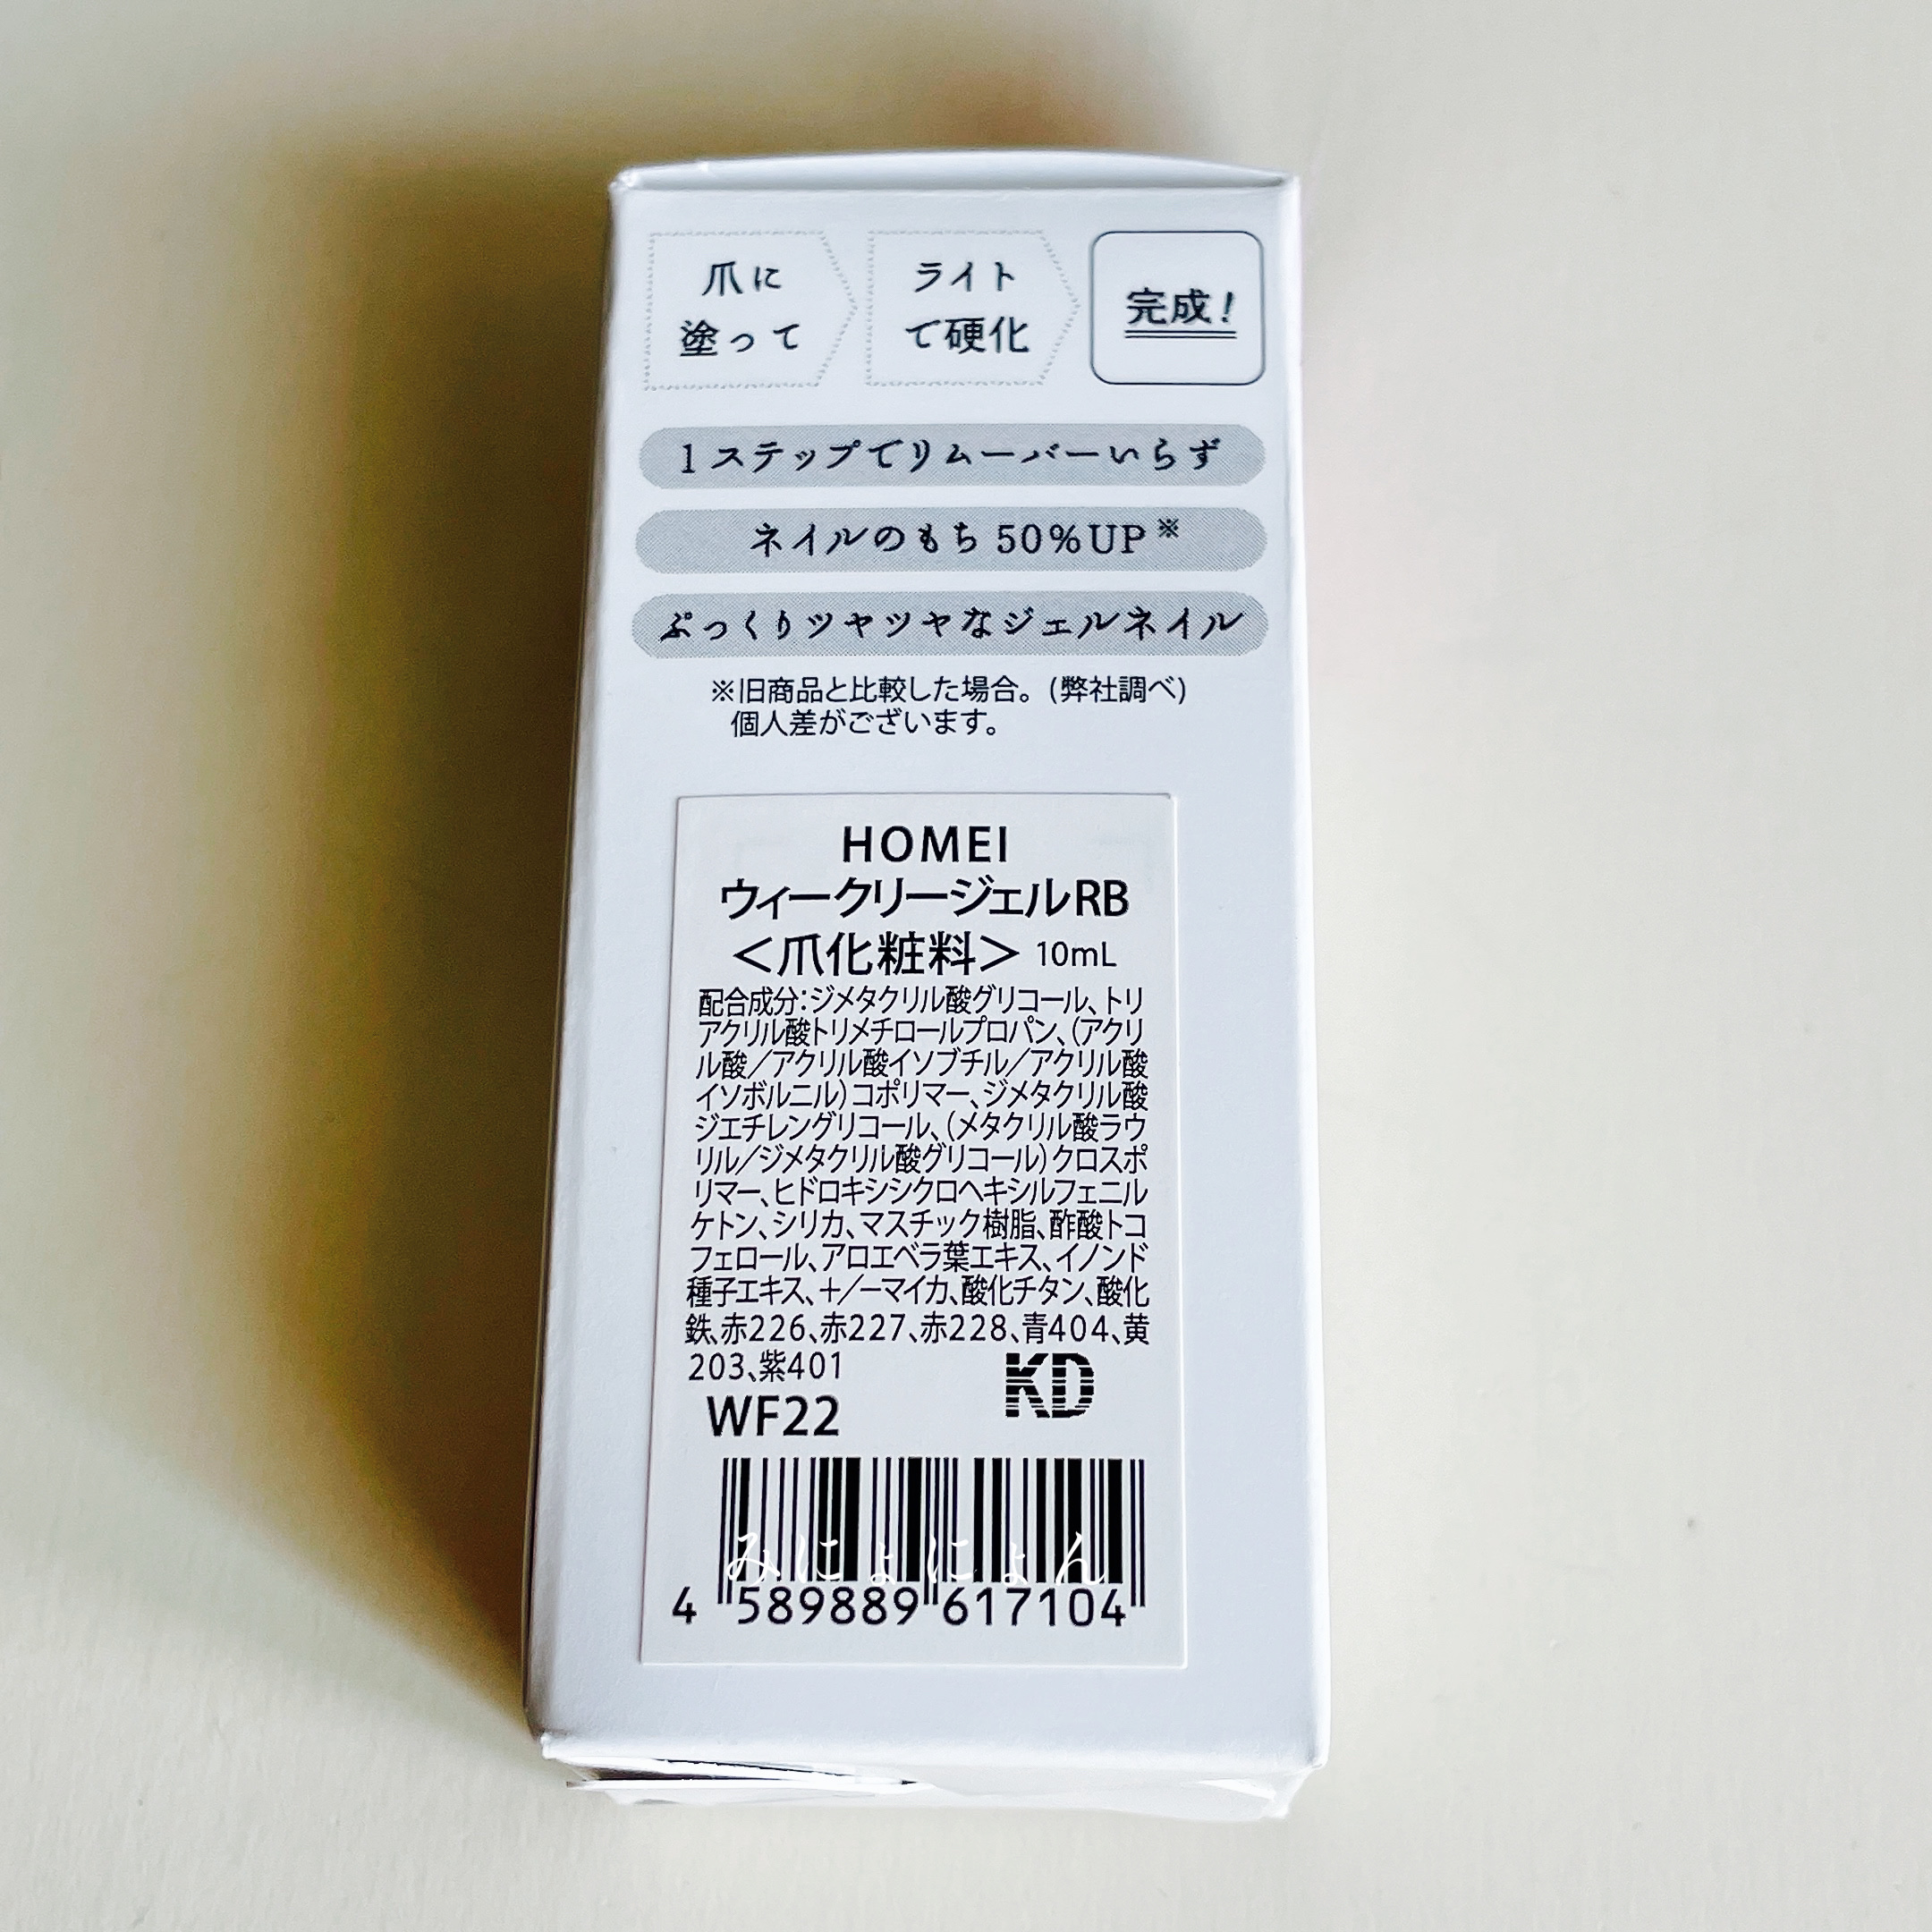 爪に
塗って
ライト
で硬化
完成!
1ステップでリムーバーいらず
ネイルのもち50%UP※
ぷっくりツヤツヤなジェルネイル
※旧商品と比較した場合。(弊社調べ)
個人差がございます。
HOMEI
ウィークリージェルRB
<爪化粧料> 10mL
配合成分:ジメタクリル酸グリコール、トリ
アクリル酸トリメチロールプロパン、(アクリ
ル酸/アクリル酸イソブチル/アクリル酸
イソボルニル)コポリマー、ジメタクリル酸
ジエチレングリコール、(メタクリル酸ラウ
リル/ジメタクリル酸グリコール)クロスポ
リマー、ヒドロキシシクロヘキシルフェニル
ケトン、シリカ、マスチック樹脂、酢酸トコ
フェロール、アロエベラ葉エキス、イノンド
種子エキス、+/ーマイカ、酸化チタン、酸化
鉄、赤226、赤227、赤228、青404、黄
203、紫401
KD
WF22
みにょにょん
4 589889 617104